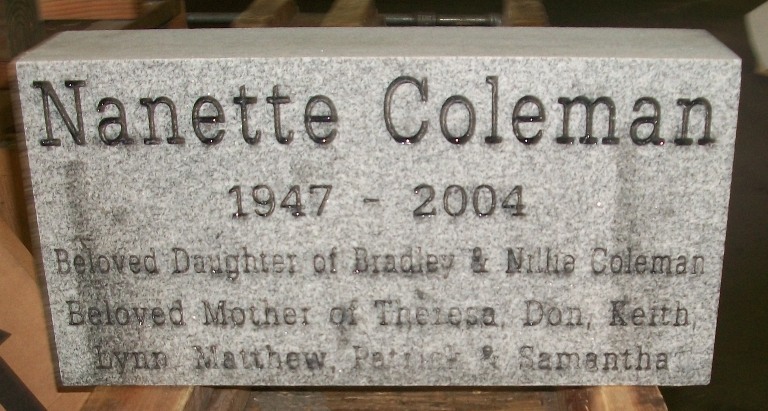 Nanette Coleman
1947 - 2004
Beloved Daughter of Bradley & Nillie Coleman
Beloved Mother of Theresa, Don, Keith,
Lynn, Matthew, Patrick & Samantha